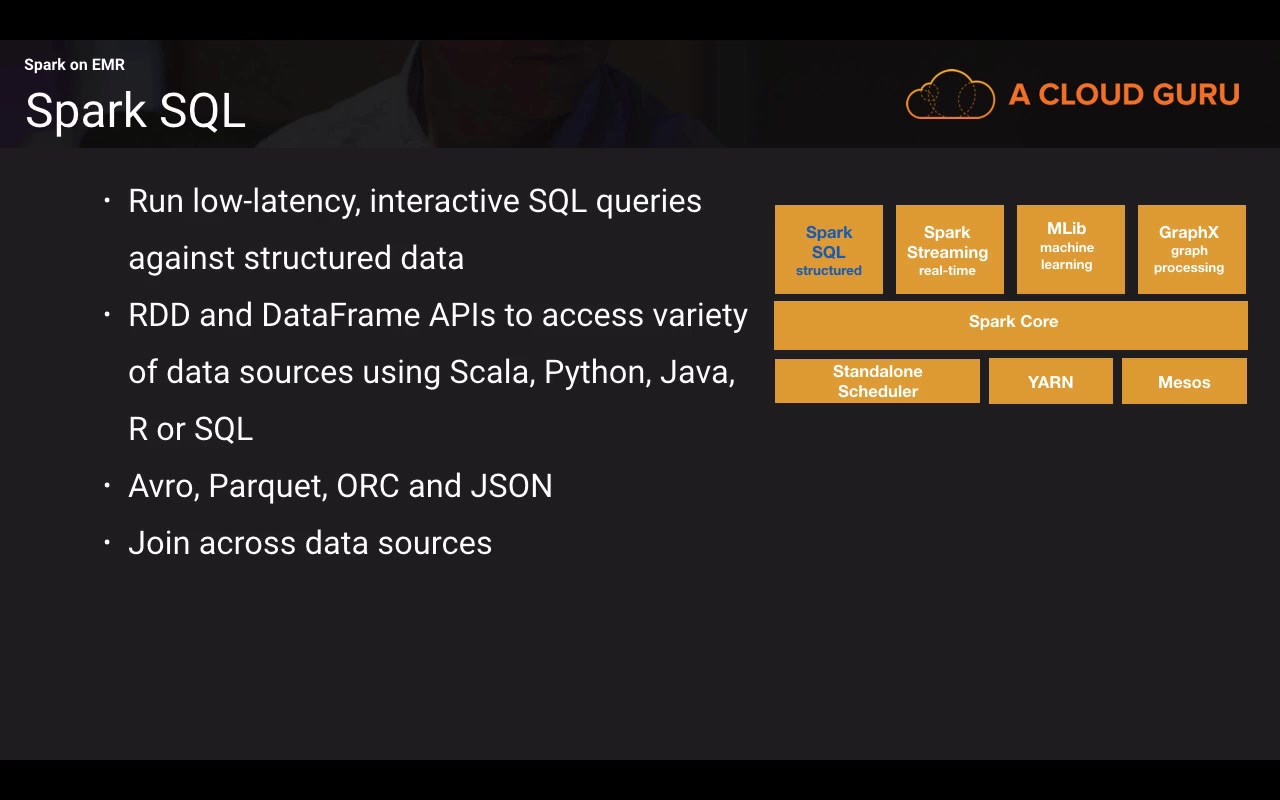 Spark on EMR
Spark SQL
A CLOUD GURU
· Run low-latency, interactive SQL queries
against structured data
· RDD and DataFrame APIs to access variety
of data sources using Scala, Python, Java,
R or SQL
· Avro, Parquet, ORC and JSON
· Join across data sources
Spark
SQL
structured
Spark
Streaming
real-time
MLib
machine
learning
GraphX
graph
processing
Spark Core
Standalone
Scheduler
YARN
Mesos